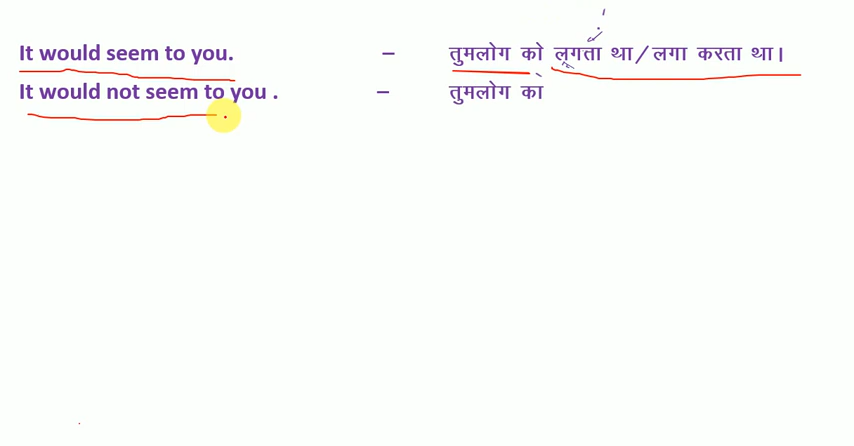 It would seem to you. – तुमलोग को लगता था/लगा करता था।
It would not seem to you . – तुमलोग का